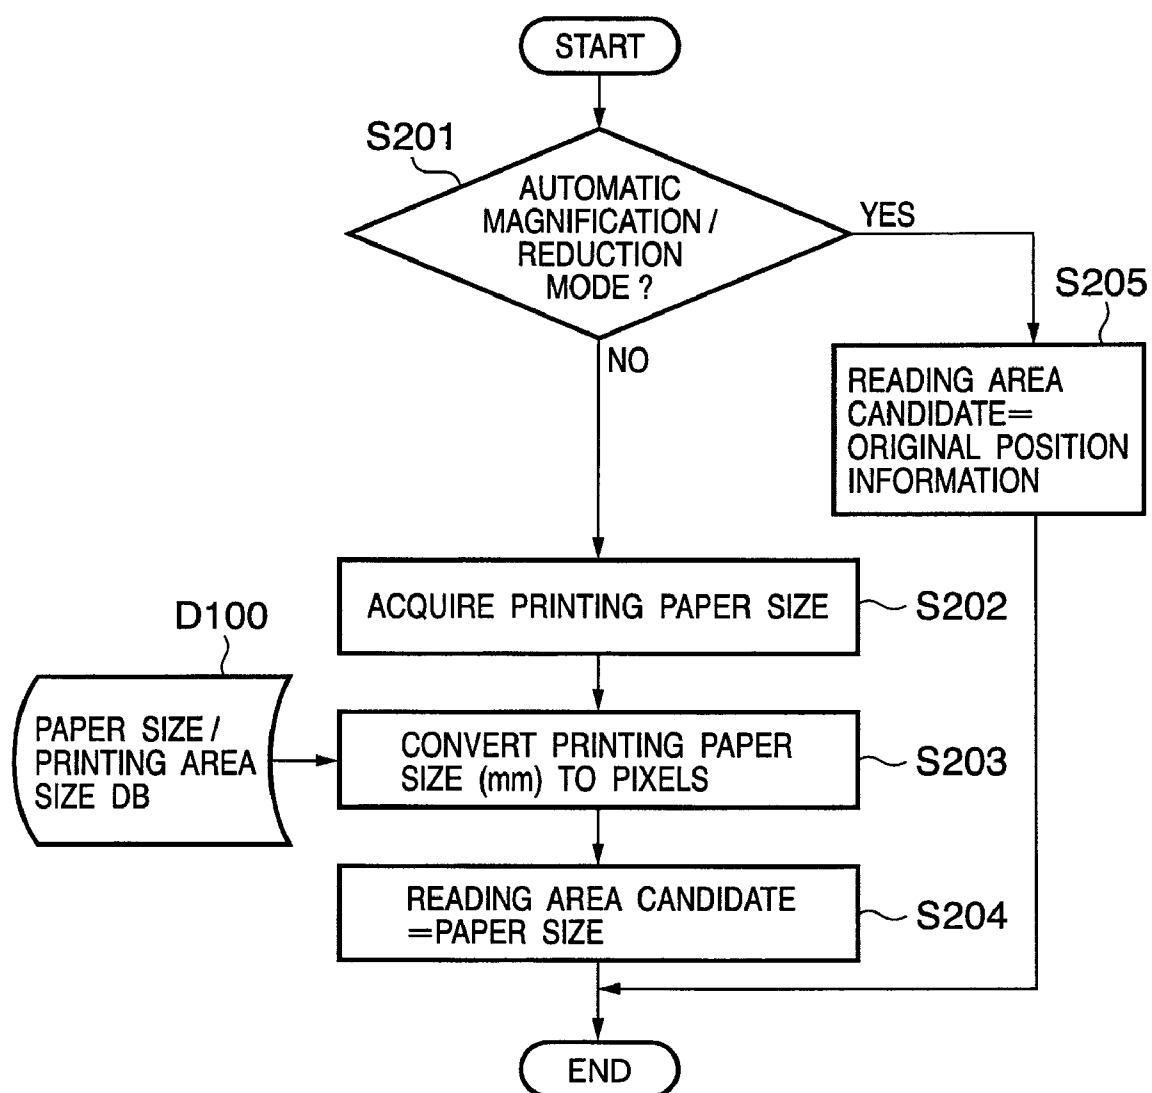 START
S201
AUTOMATIC
MAGNIFICATION /
REDUCTION
MODE ?
YES
NO
S205
READING AREA
CANDIDATE=
ORIGINAL POSITION
INFORMATION
ACQUIRE PRINTING PAPER SIZE
S202
D100
PAPER SIZE /
PRINTING AREA
SIZE DB
CONVERT PRINTING PAPER
SIZE (mm) TO PIXELS
S203
READING AREA CANDIDATE
=PAPER SIZE
S204
END